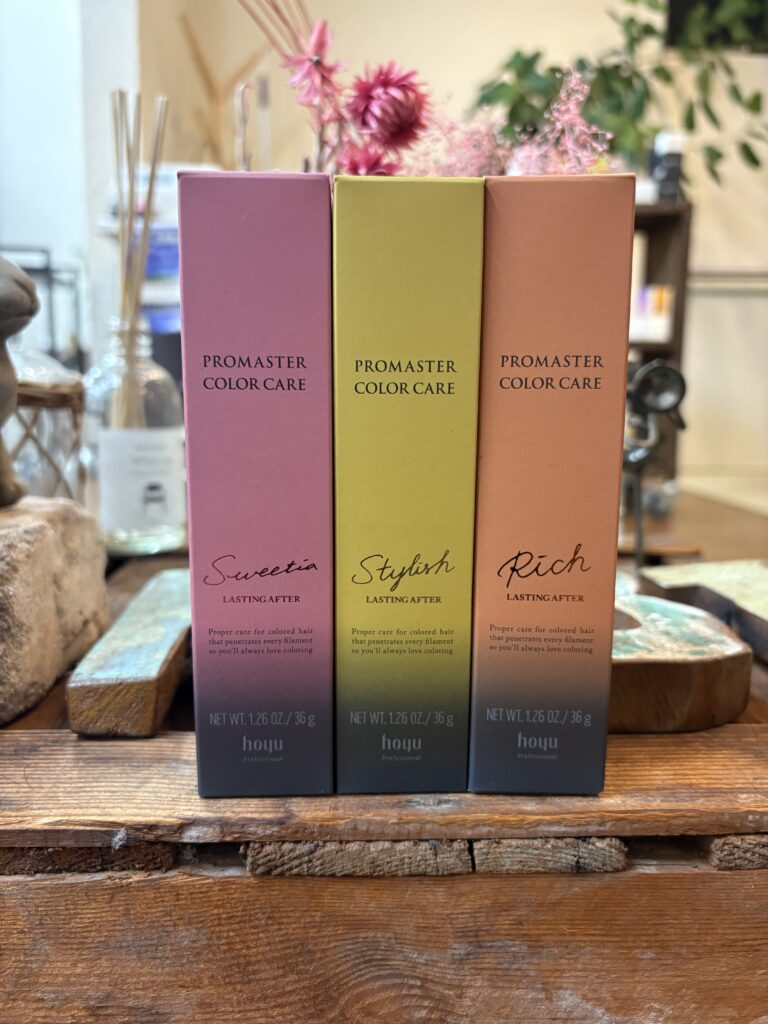 PROMASTER
COLOR CARE
Sweetia
LASTING AFTER
Proper care for colored hair
that penetrates every filament
so you'll always love coloring
NET WT. 1.26 OZ./ 36 g
hoyu
Professional
PROMASTER
COLOR CARE
Stylish
LASTING AFTER
Proper care for colored hair
that penetrates every filament
so you'll always love coloring
NET WT. 1.26 OZ./ 36 g
hoyu
Professional
PROMASTER
COLOR CARE
Rich
LASTING AFTER
Proper care for colored hair
that penetrates every filament
so you'll always love coloring
NET WT. 1.26 OZ./ 36 g
hoyu
Professional